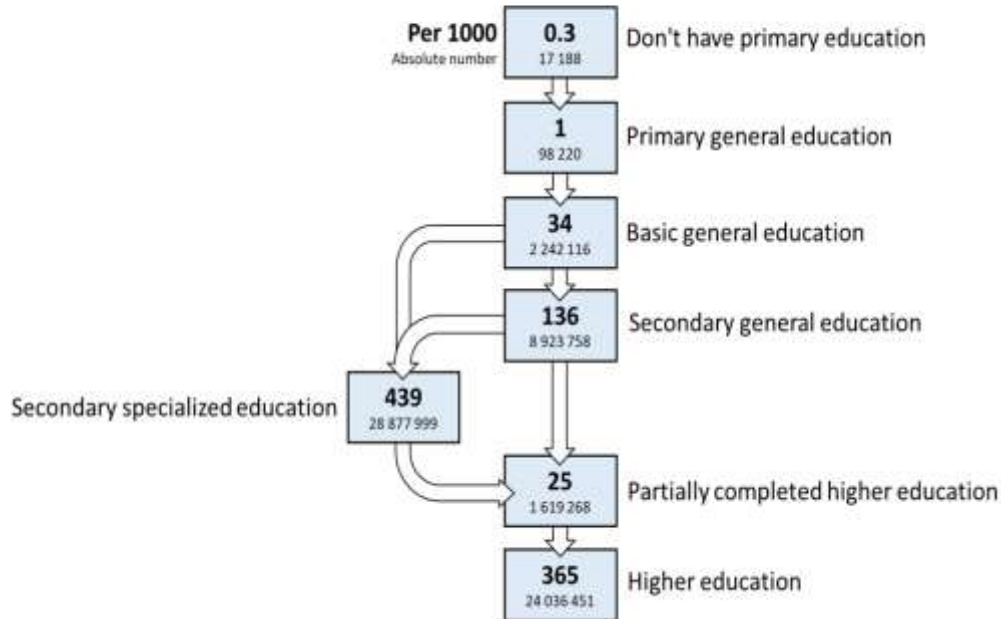 Per 1000
Absolute number
0.3
17 188
Don't have primary education
1
98 220
Primary general education
34
2 242 116
Basic general education
136
8 923 758
Secondary general education
Secondary specialized education
439
28 877 999
25
1 619 268
Partially completed higher education
365
24 036 451
Higher education